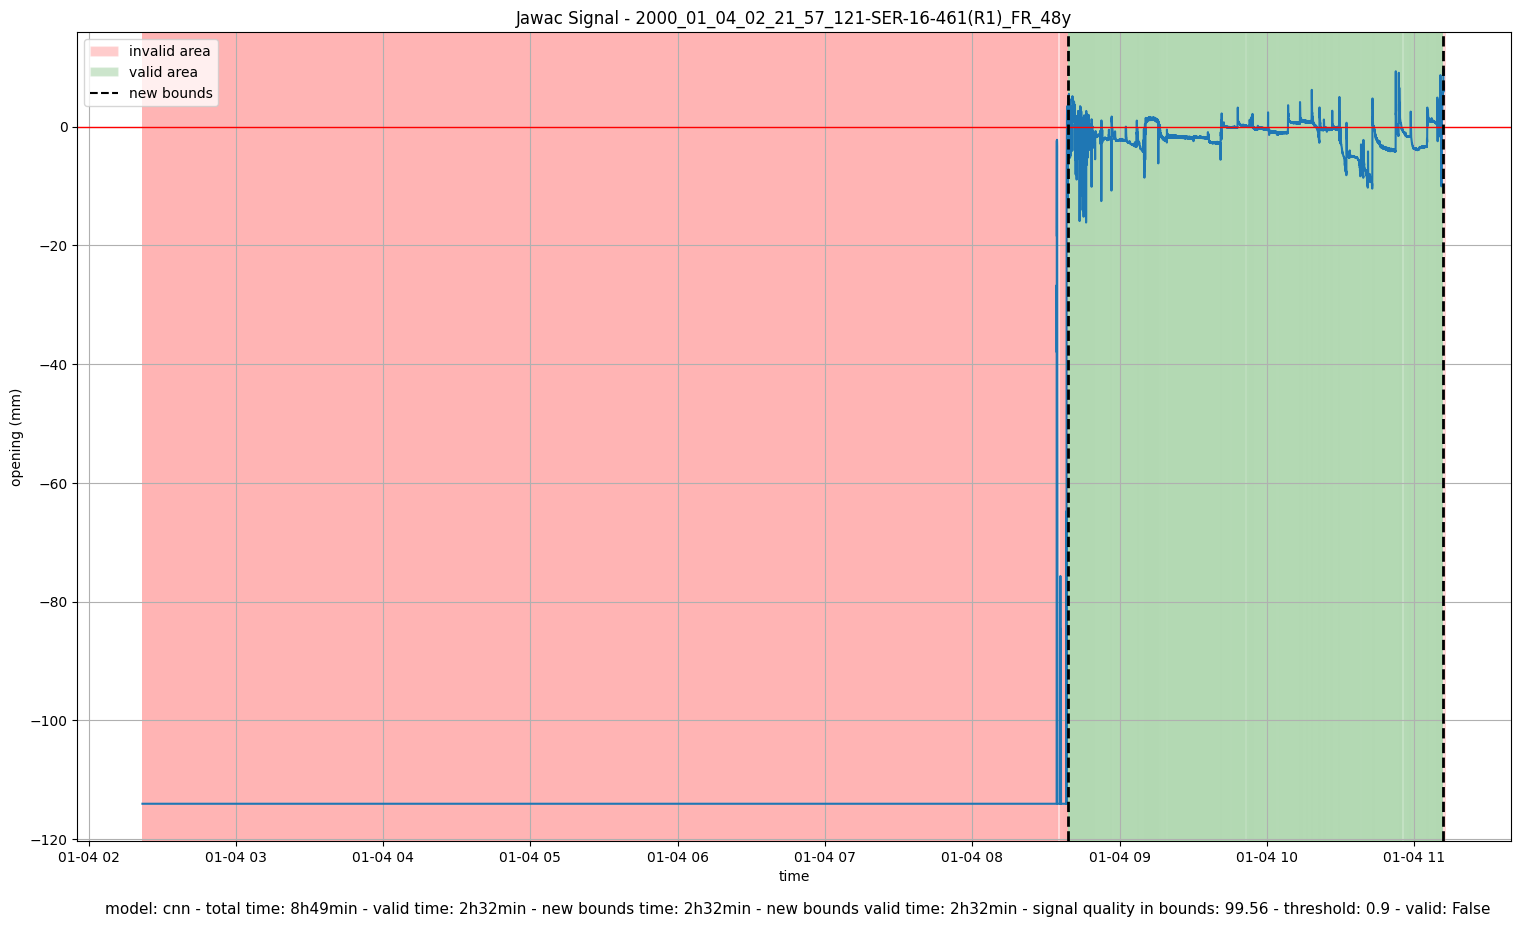 Jawac Signal - 2000_01_04_02_21_57_121-SER-16-461(R1)_FR_48y
invalid area
valid area
new bounds
0
−20
−40
−60
−80
−100
−120
opening (mm)
01-04 02
01-04 03
01-04 04
01-04 05
01-04 06
01-04 07
01-04 08
01-04 09
01-04 10
01-04 11
time
model: cnn - total time: 8h49min - valid time: 2h32min - new bounds time: 2h32min - new bounds valid time: 2h32min - signal quality in bounds: 99.56 - threshold: 0.9 - valid: False